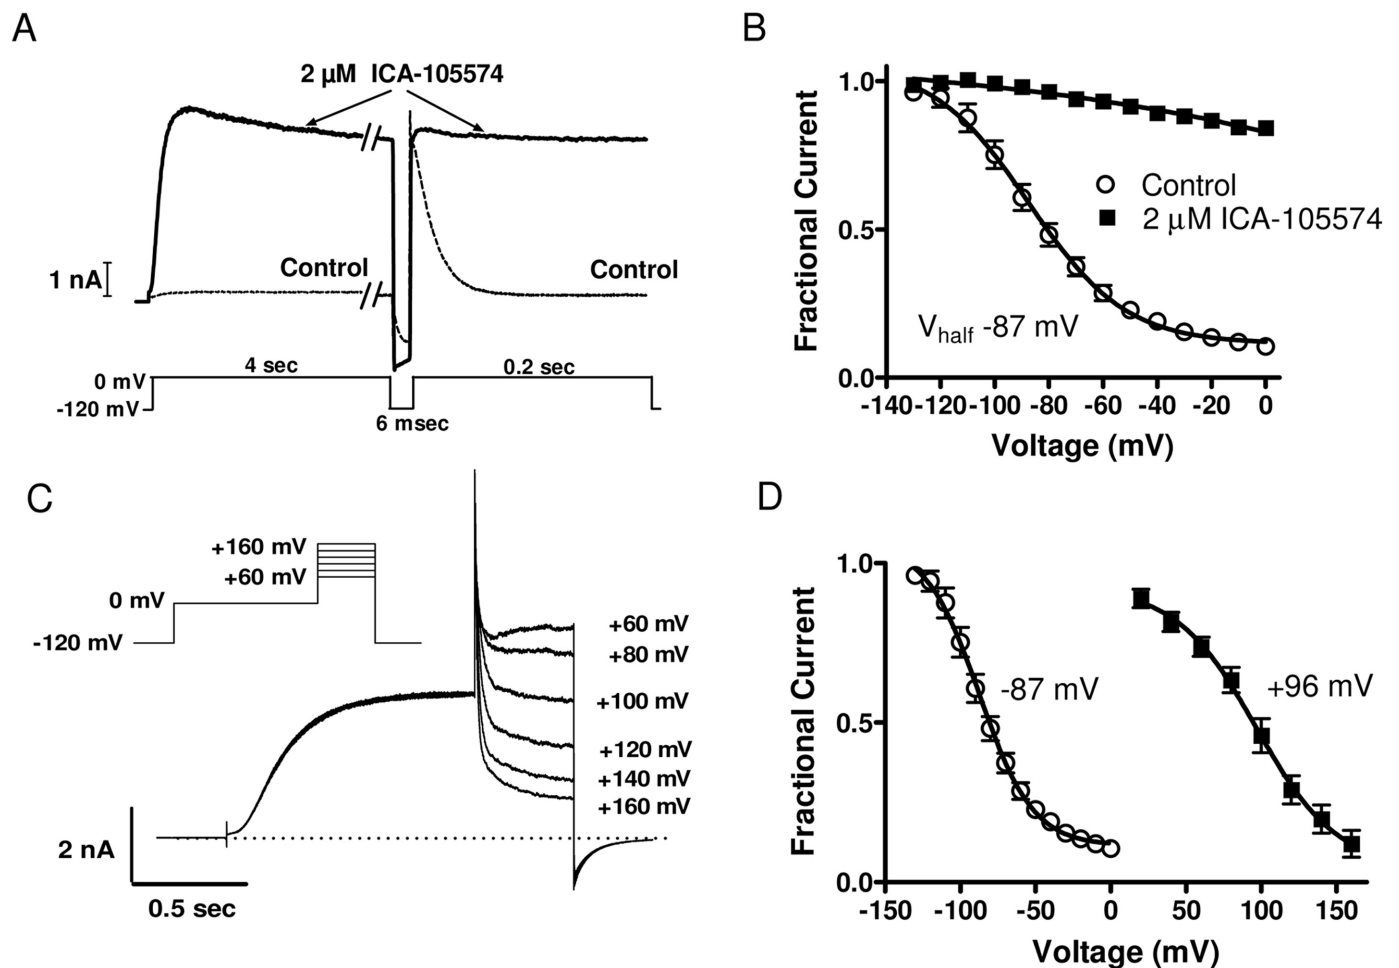 A
2 µM ICA-105574
1 nA
Control
Control
4 sec
0.2 sec
0 mV
-120 mV
6 msec
B
Fractional Current
1.0
0.5
0.0
Control
2 µM ICA-105574
Vhalf -87 mV
-140 -120 -100 -80 -60 -40 -20 0
Voltage (mV)
C
+160 mV
+60 mV
0 mV
-120 mV
+60 mV
+80 mV
+100 mV
+120 mV
+140 mV
+160 mV
2 nA
0.5 sec
D
Fractional Current
1.0
0.5
0.0
-87 mV
+96 mV
-150 -100 -50 0 50 100 150
Voltage (mV)